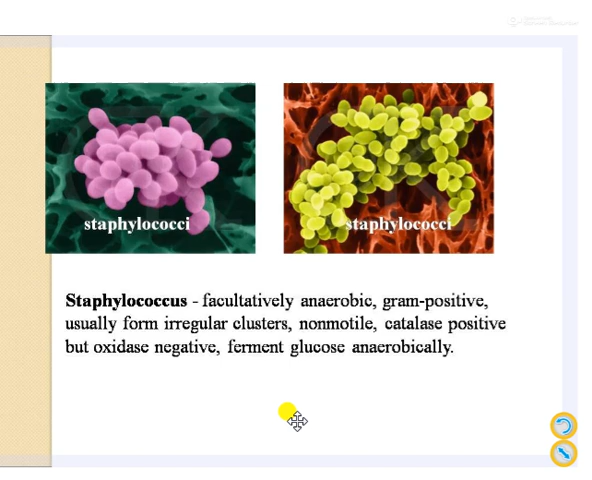 staphylococci
staphylococci
Staphylococcus - facultatively anaerobic, gram-positive,
usually form irregular clusters, nonmotile, catalase positive
but oxidase negative, ferment glucose anaerobically.